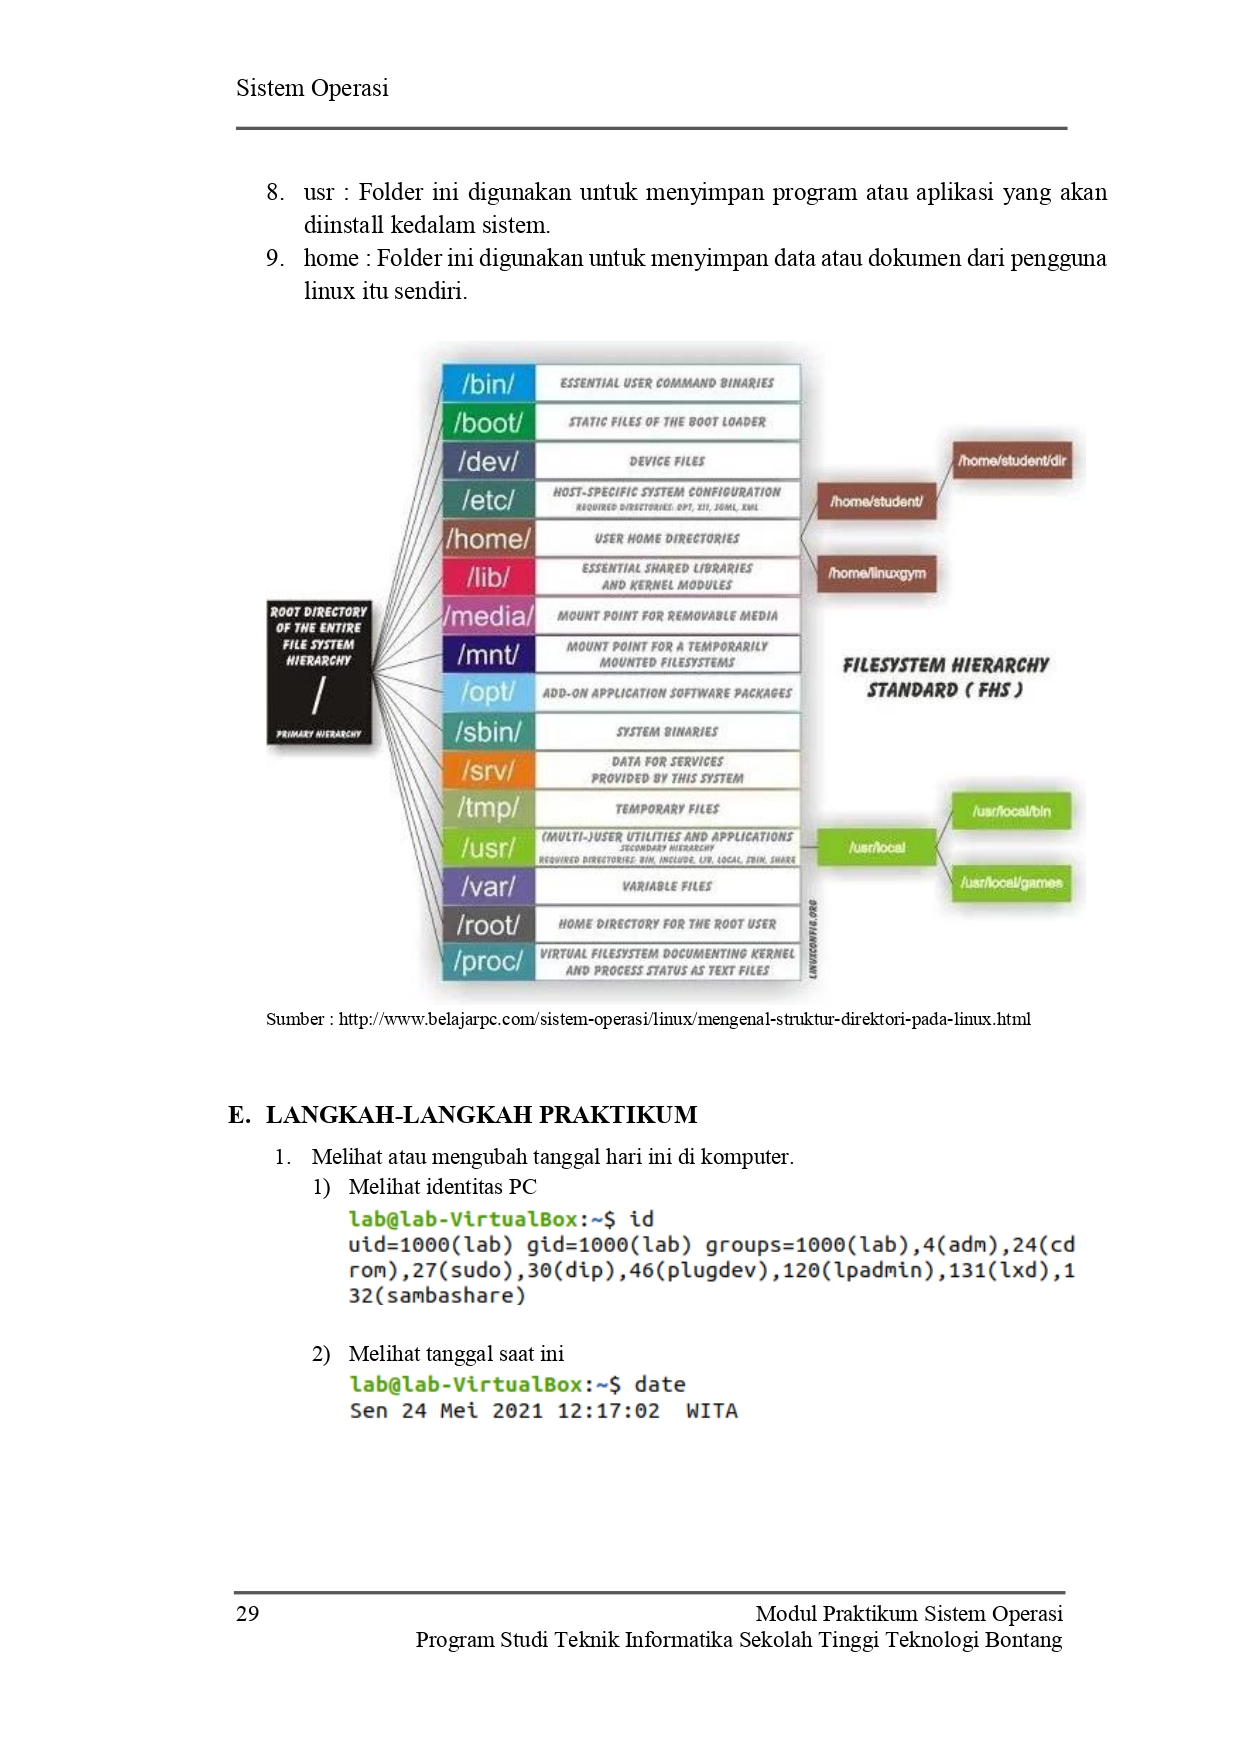 Sistem Operasi
8. usr : Folder ini digunakan untuk menyimpan program atau aplikasi yang akan
diinstall kedalam sistem.
9. home : Folder ini digunakan untuk menyimpan data atau dokumen dari pengguna
linux itu sendiri.
ROOT DIRECTORY
OF THE ENTIRE
FILE SYSTEM
HIERARCHY
/
PRIMARY HIERARCHY
/bin/ ESSENTIAL USER COMMAND BINARIES
/boot/ STATIC FILES OF THE BOOT LOADER
/dev/ DEVICE FILES
/etc/ HOST-SPECIFIC SYSTEM CONFIGURATION
REQUIRED DIRECTORIES: OPT, X11, SGML, XML
/home/ USER HOME DIRECTORIES
/lib/ ESSENTIAL SHARED LIBRARIES
AND KERNEL MODULES
/media/ MOUNT POINT FOR REMOVABLE MEDIA
/mnt/ MOUNT POINT FOR A TEMPORARILY
MOUNTED FILESYSTEMS
/opt/ ADD-ON APPLICATION SOFTWARE PACKAGES
/sbin/ SYSTEM BINARIES
/srv/ DATA FOR SERVICES
PROVIDED BY THIS SYSTEM
/tmp/ TEMPORARY FILES
/usr/ (MULTI-)USER UTILITIES AND APPLICATIONS
SECONDARY HIERARCHY
REQUIRED DIRECTORIES: BIN, INCLUDE, LIB, LOCAL, SBIN, SHARE
/var/ VARIABLE FILES
/root/ HOME DIRECTORY FOR THE ROOT USER
/proc/ VIRTUAL FILESYSTEM DOCUMENTING KERNEL
AND PROCESS STATUS AS TEXT FILES
/home/student/dir
/home/student/
/home/linuxgym
FILESYSTEM HIERARCHY
STANDARD ( FHS )
/usr/local/bin
/usr/local
/usr/local/games
LINUXCONFIG.ORG
Sumber : http://www.belajarpc.com/sistem-operasi/linux/mengenal-struktur-direktori-pada-linux.html
E. LANGKAH-LANGKAH PRAKTIKUM
1. Melihat atau mengubah tanggal hari ini di komputer.
1) Melihat identitas PC
lab@lab-VirtualBox:~$ id
uid=1000(lab) gid=1000(lab) groups=1000(lab),4(adm),24(cd
rom),27(sudo),30(dip),46(plugdev),120(lpadmin),131(lxd),1
32(sambashare)
2) Melihat tanggal saat ini
lab@lab-VirtualBox:~$ date
Sen 24 Mei 2021 12:17:02  WITA
29 Modul Praktikum Sistem Operasi
Program Studi Teknik Informatika Sekolah Tinggi Teknologi Bontang